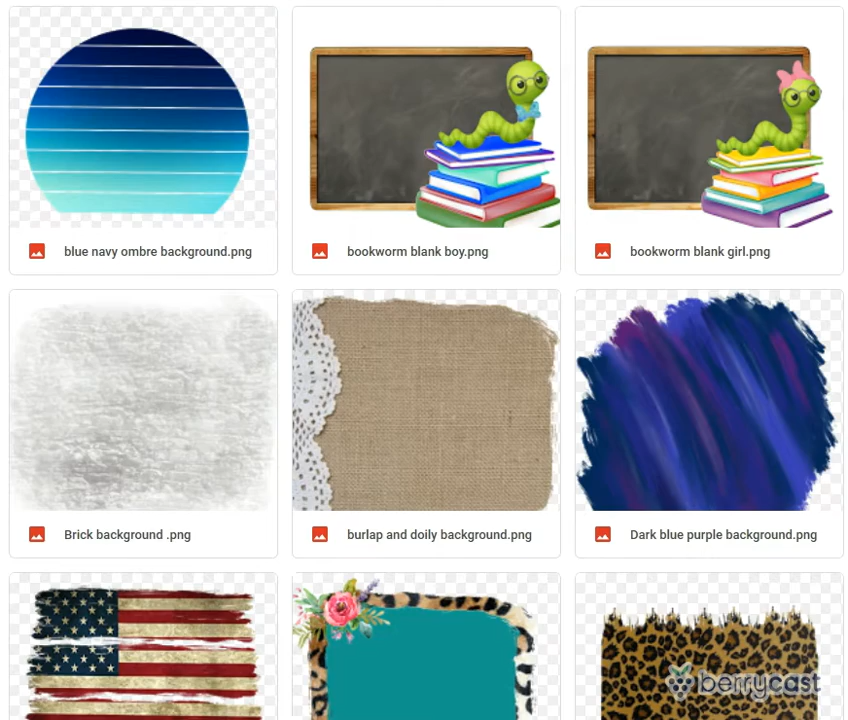 blue navy ombre background.png
bookworm blank boy.png
bookworm blank girl.png
Brick background .png
burlap and doily background.png
Dark blue purple background.png
berrycast